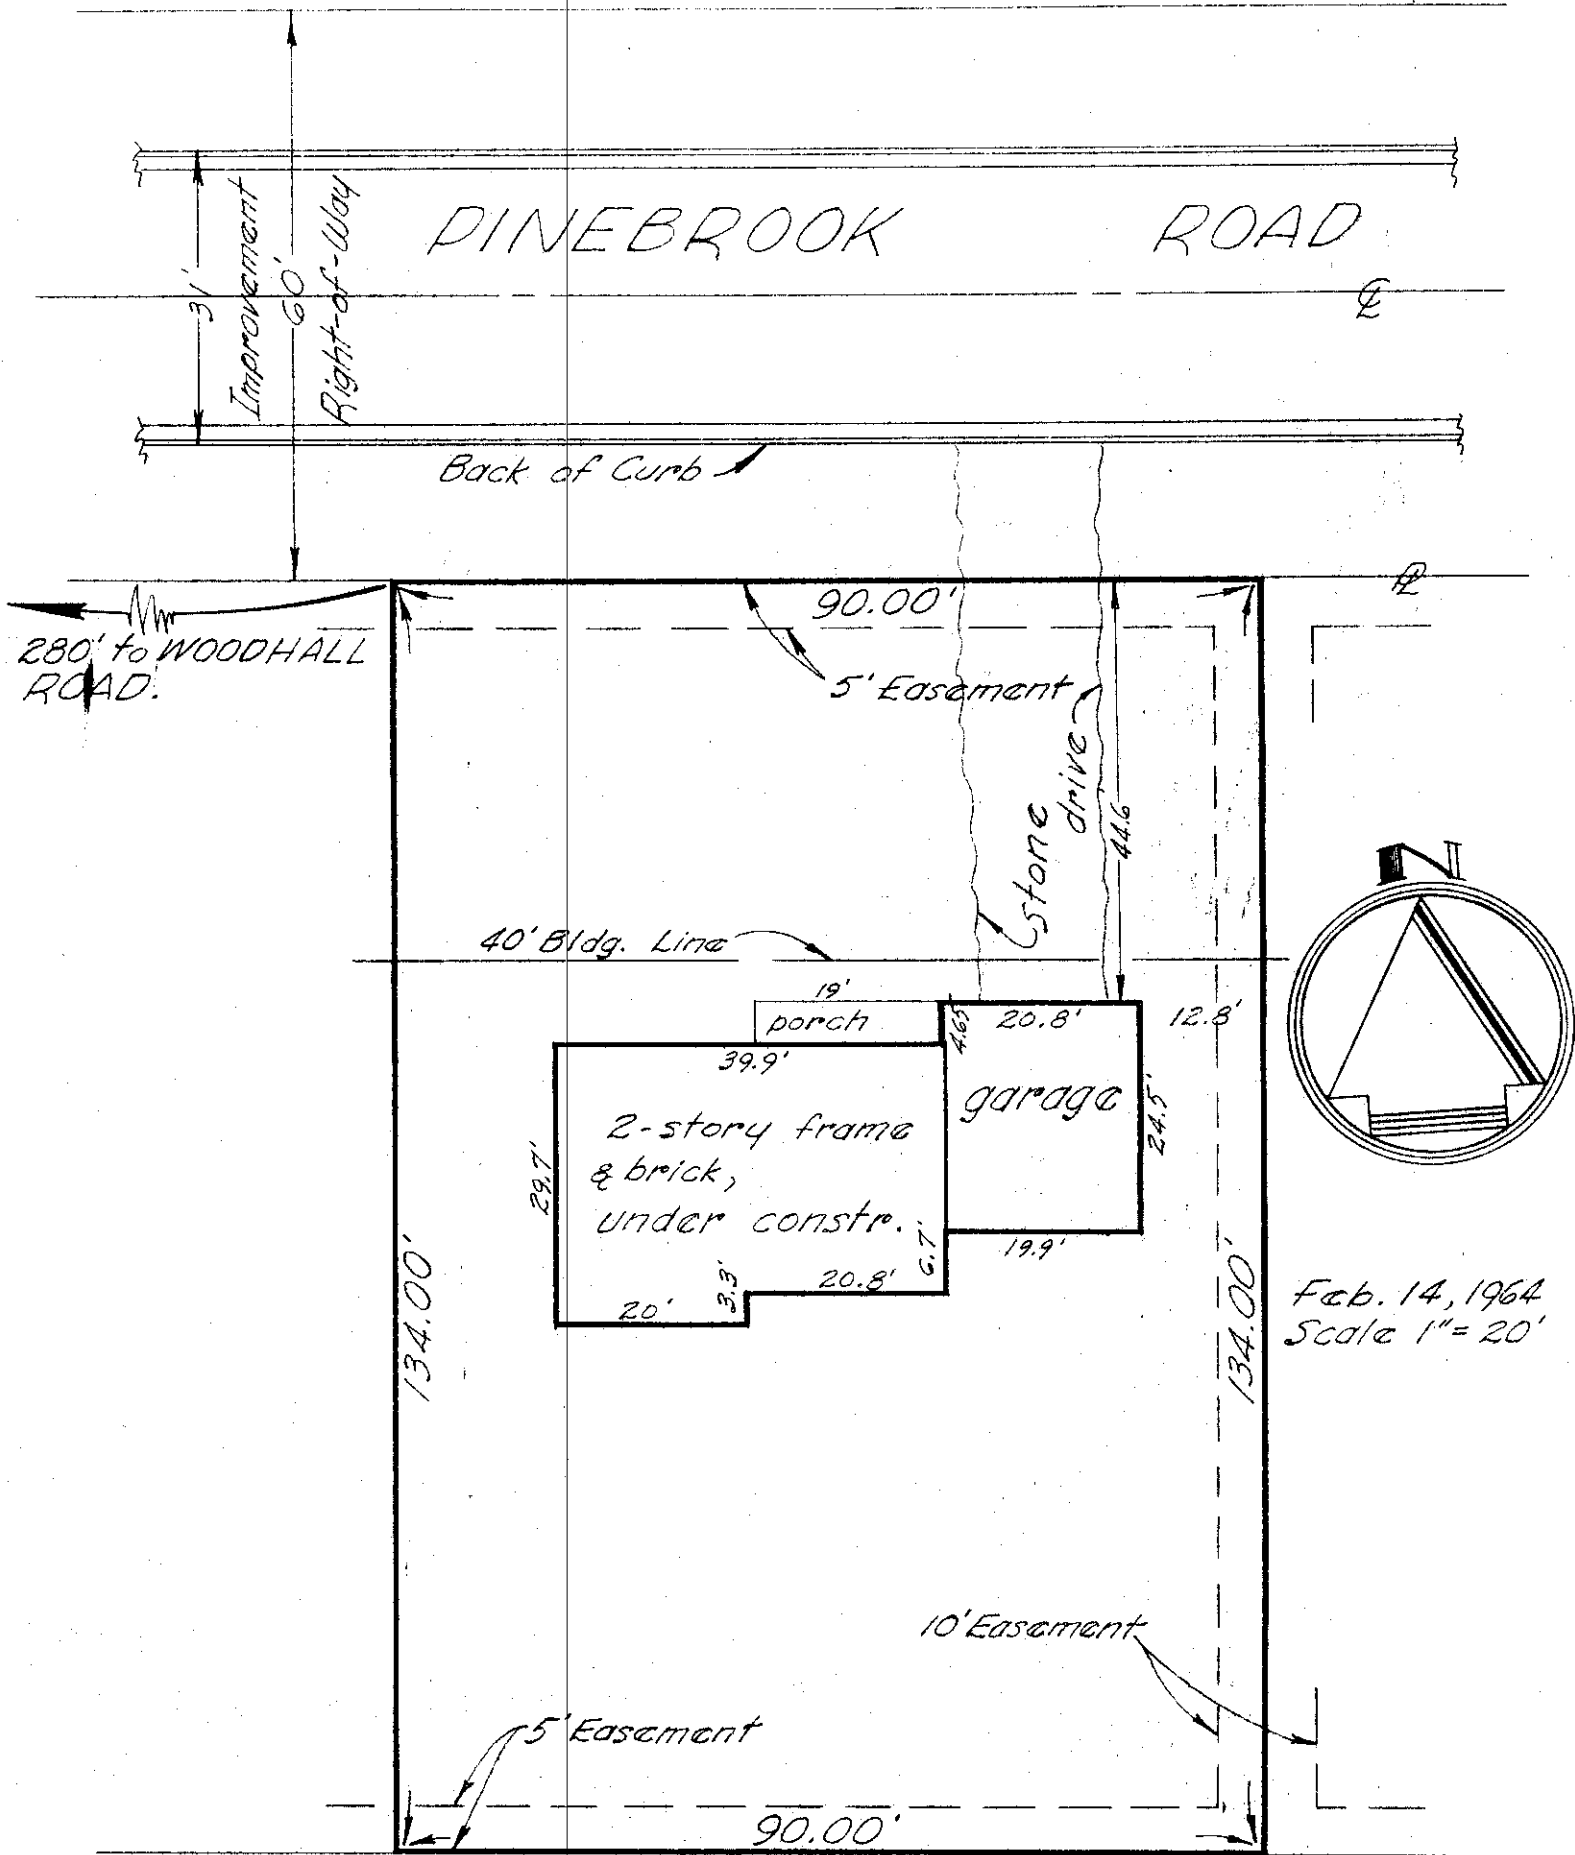 PINEBROOK ROAD
31'
Improvement
60'
Right-of-Way
℄
Back of Curb
℄
90.00'
280' to WOODHALL
ROAD.
5' Easement
stone
drive
44.6'
40' Bldg. Line
19'
porch
4.65
20.8'
12.8'
39.9'
garage
24.5'
2-story frame
& brick,
under constr.
29.7'
6.7'
19.9'
3.3'
20.8'
20'
134.00'
134.00'
N
Feb. 14, 1964
Scale 1"= 20'
10' Easement
5' Easement
90.00'